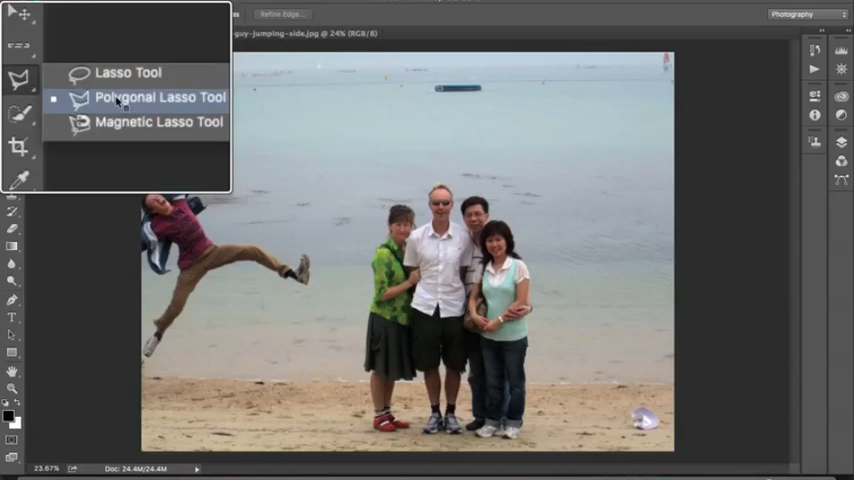 Refine Edge...
Photography
guy-jumping-side.jpg @ 24% (RGB/8)
Lasso Tool
Polygonal Lasso Tool
Magnetic Lasso Tool
T
23.67%
Doc: 24.4M/24.4M